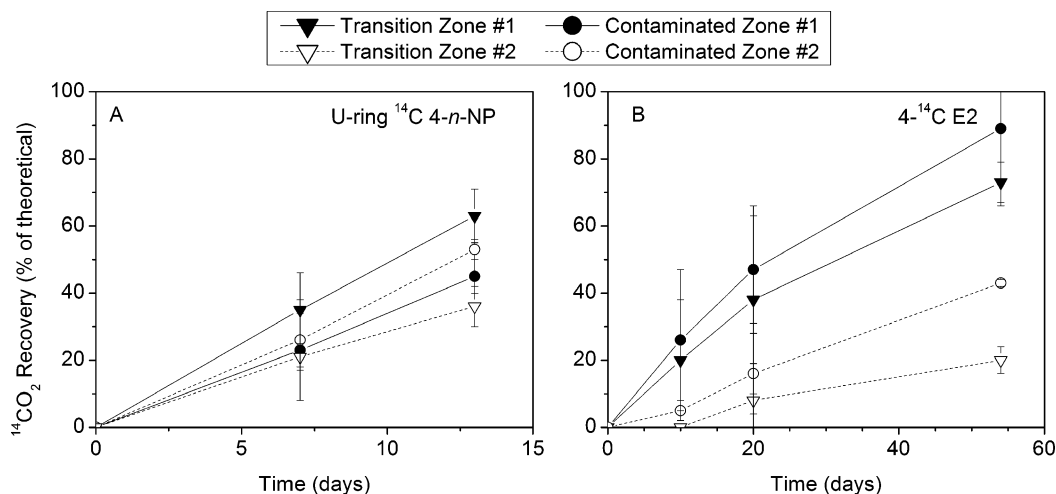 Transition Zone #1 Contaminated Zone #1
Transition Zone #2 Contaminated Zone #2
A U-ring ¹⁴C 4-n-NP
B 4-¹⁴C E2
¹⁴CO₂ Recovery (% of theoretical)
100
80
60
40
20
0
0 5 10 15
Time (days)
100
80
60
40
20
0
0 20 40 60
Time (days)